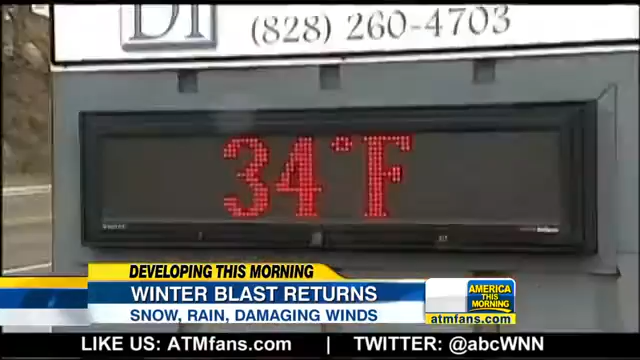 (828) 260-4703
34°F
DEVELOPING THIS MORNING
WINTER BLAST RETURNS
SNOW, RAIN, DAMAGING WINDS
AMERICA
THIS
MORNING
atmfans.com
LIKE US: ATMfans.com | TWITTER: @abcWNN